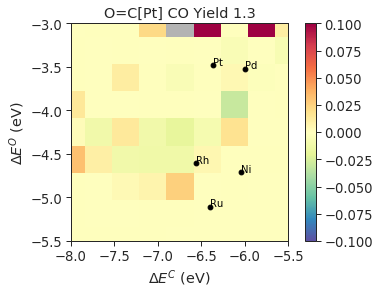 O=C[Pt] CO Yield 1.3
−3.0
−3.5
−4.0
−4.5
−5.0
−5.5
ΔE^O (eV)
Pt
Pd
Rh
Ni
Ru
−8.0 −7.5 −7.0 −6.5 −6.0 −5.5
ΔE^C (eV)
0.100
0.075
0.050
0.025
0.000
−0.025
−0.050
−0.075
−0.100